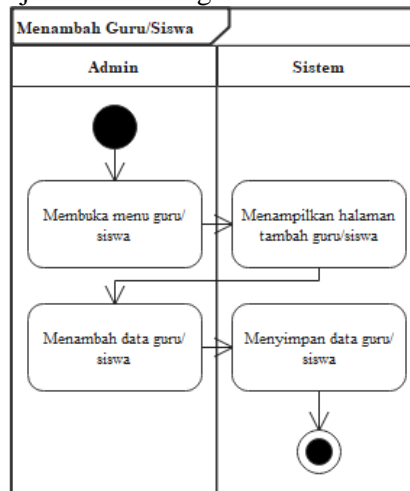 Menambah Guru/Siswa
Admin
Sistem
Membuka menu guru/
siswa
Menampilkan halaman
tambah guru/siswa
Menambah data guru/
siswa
Menyimpan data guru/
siswa